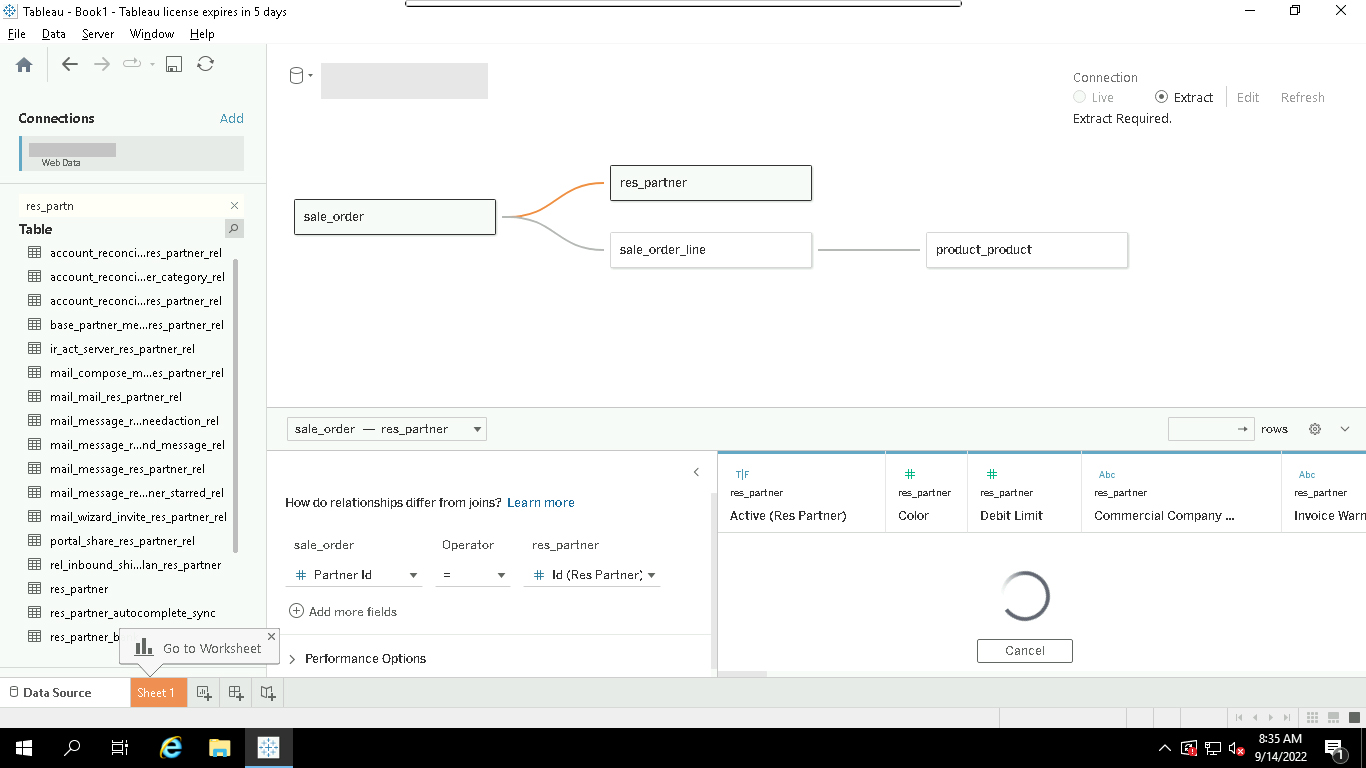 Tableau - Book1 - Tableau license expires in 5 days
File Data Server Window Help
Connections Add
Web Data
res_partn
Table
account_reconci...res_partner_rel
account_reconci...er_category_rel
account_reconci...res_partner_rel
base_partner_me...res_partner_rel
ir_act_server_res_partner_rel
mail_compose_m...es_partner_rel
mail_mail_res_partner_rel
mail_message_r...needaction_rel
mail_message_r...nd_message_rel
mail_message_res_partner_rel
mail_message_re...ner_starred_rel
mail_wizard_invite_res_partner_rel
portal_share_res_partner_rel
rel_inbound_shi...lan_res_partner
res_partner
res_partner_autocomplete_sync
Go to Worksheet
Connection
Live Extract Edit Refresh
Extract Required.
sale_order
res_partner
sale_order_line
product_product
sale_order — res_partner
rows
How do relationships differ from joins? Learn more
sale_order Operator res_partner
Partner Id = Id (Res Partner)
Add more fields
Performance Options
T|F # # Abc Abc
res_partner res_partner res_partner res_partner res_partner
Active (Res Partner) Color Debit Limit Commercial Company ... Invoice Warn
Cancel
Data Source Sheet 1
8:35 AM
9/14/2022
1